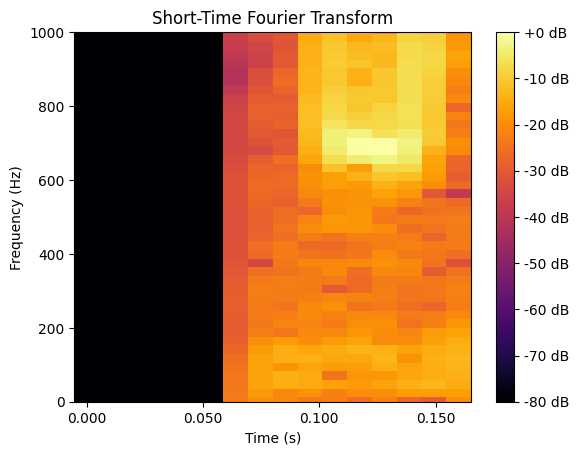 Short-Time Fourier Transform
Frequency (Hz)
1000
800
600
400
200
0
0.000
0.050
0.100
0.150
Time (s)
+0 dB
-10 dB
-20 dB
-30 dB
-40 dB
-50 dB
-60 dB
-70 dB
-80 dB